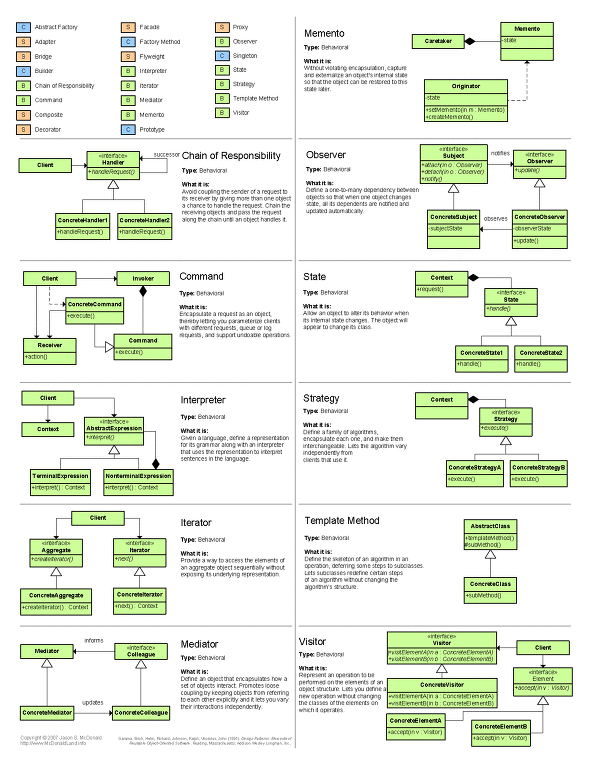 C Abstract Factory
S Adapter
S Bridge
C Builder
B Chain of Responsibility
B Command
S Composite
S Decorator
S Facade
C Factory Method
S Flyweight
B Interpreter
B Iterator
B Mediator
B Memento
C Prototype
S Proxy
B Observer
C Singleton
B State
B Strategy
B Template Method
B Visitor
Memento
Type: Behavioral
What it is:
Without violating encapsulation, capture
and externalize an object's internal state
so that the object can be restored to this
state later.
Caretaker
Memento
-state
Originator
-state
+setMemento(in m : Memento)
+createMemento()
Client
«interface»
Handler
+handleRequest()
successor
ConcreteHandler1
+handleRequest()
ConcreteHandler2
+handleRequest()
Chain of Responsibility
Type: Behavioral
What it is:
Avoid coupling the sender of a request to
its receiver by giving more than one object
a chance to handle the request. Chain the
receiving objects and pass the request
along the chain until an object handles it.
Observer
Type: Behavioral
What it is:
Define a one-to-many dependency between
objects so that when one object changes
state, all its dependents are notified and
updated automatically.
«interface»
Subject
+attach(in o : Observer)
+detach(in o : Observer)
+notify()
notifies
«interface»
Observer
+update()
ConcreteSubject
-subjectState
observes
ConcreteObserver
-observerState
+update()
Client
Invoker
ConcreteCommand
+execute()
Receiver
+action()
Command
+execute()
Command
Type: Behavioral
What it is:
Encapsulate a request as an object,
thereby letting you parameterize clients
with different requests, queue or log
requests, and support undoable operations.
State
Type: Behavioral
What it is:
Allow an object to alter its behavior when
its internal state changes. The object will
appear to change its class.
Context
+request()
«interface»
State
+handle()
ConcreteState1
+handle()
ConcreteState2
+handle()
Client
Context
«interface»
AbstractExpression
+interpret()
TerminalExpression
+interpret() : Context
NonterminalExpression
+interpret() : Context
Interpreter
Type: Behavioral
What it is:
Given a language, define a representation
for its grammar along with an interpreter
that uses the representation to interpret
sentences in the language.
Strategy
Type: Behavioral
What it is:
Define a family of algorithms,
encapsulate each one, and make them
interchangeable. Lets the algorithm vary
independently from
clients that use it.
Context
«interface»
Strategy
+execute()
ConcreteStrategyA
+execute()
ConcreteStrategyB
+execute()
Client
«interface»
Aggregate
+createIterator()
«interface»
Iterator
+next()
ConcreteAggregate
+createIterator() : Context
ConcreteIterator
+next() : Context
Iterator
Type: Behavioral
What it is:
Provide a way to access the elements of
an aggregate object sequentially without
exposing its underlying representation.
Template Method
Type: Behavioral
What it is:
Define the skeleton of an algorithm in an
operation, deferring some steps to subclasses.
Lets subclasses redefine certain steps
of an algorithm without changing the
algorithm's structure.
AbstractClass
+templateMethod()
#subMethod()
ConcreteClass
+subMethod()
Mediator
informs
«interface»
Colleague
ConcreteMediator
updates
ConcreteColleague
Mediator
Type: Behavioral
What it is:
Define an object that encapsulates how a
set of objects interact. Promotes loose
coupling by keeping objects from referring
to each other explicitly and it lets you vary
their interactions independently.
Visitor
Type: Behavioral
What it is:
Represent an operation to be
performed on the elements of an
object structure. Lets you define a
new operation without changing
the classes of the elements on
which it operates.
«interface»
Visitor
+visitElementA(in a : ConcreteElementA)
+visitElementB(in b : ConcreteElementB)
Client
ConcreteVisitor
+visitElementA(in a : ConcreteElementA)
+visitElementB(in b : ConcreteElementB)
«interface»
Element
+accept(in v : Visitor)
ConcreteElementA
+accept(in v : Visitor)
ConcreteElementB
+accept(in v : Visitor)
Copyright © 2007 Jason S. McDonald
http://www.McDonaldLand.info
Gamma, Erich; Helm, Richard; Johnson, Ralph; Vlissides, John (1995). Design Patterns: Elements of
Reusable Object-Oriented Software. Reading, Massachusetts: Addison Wesley Longman, Inc.